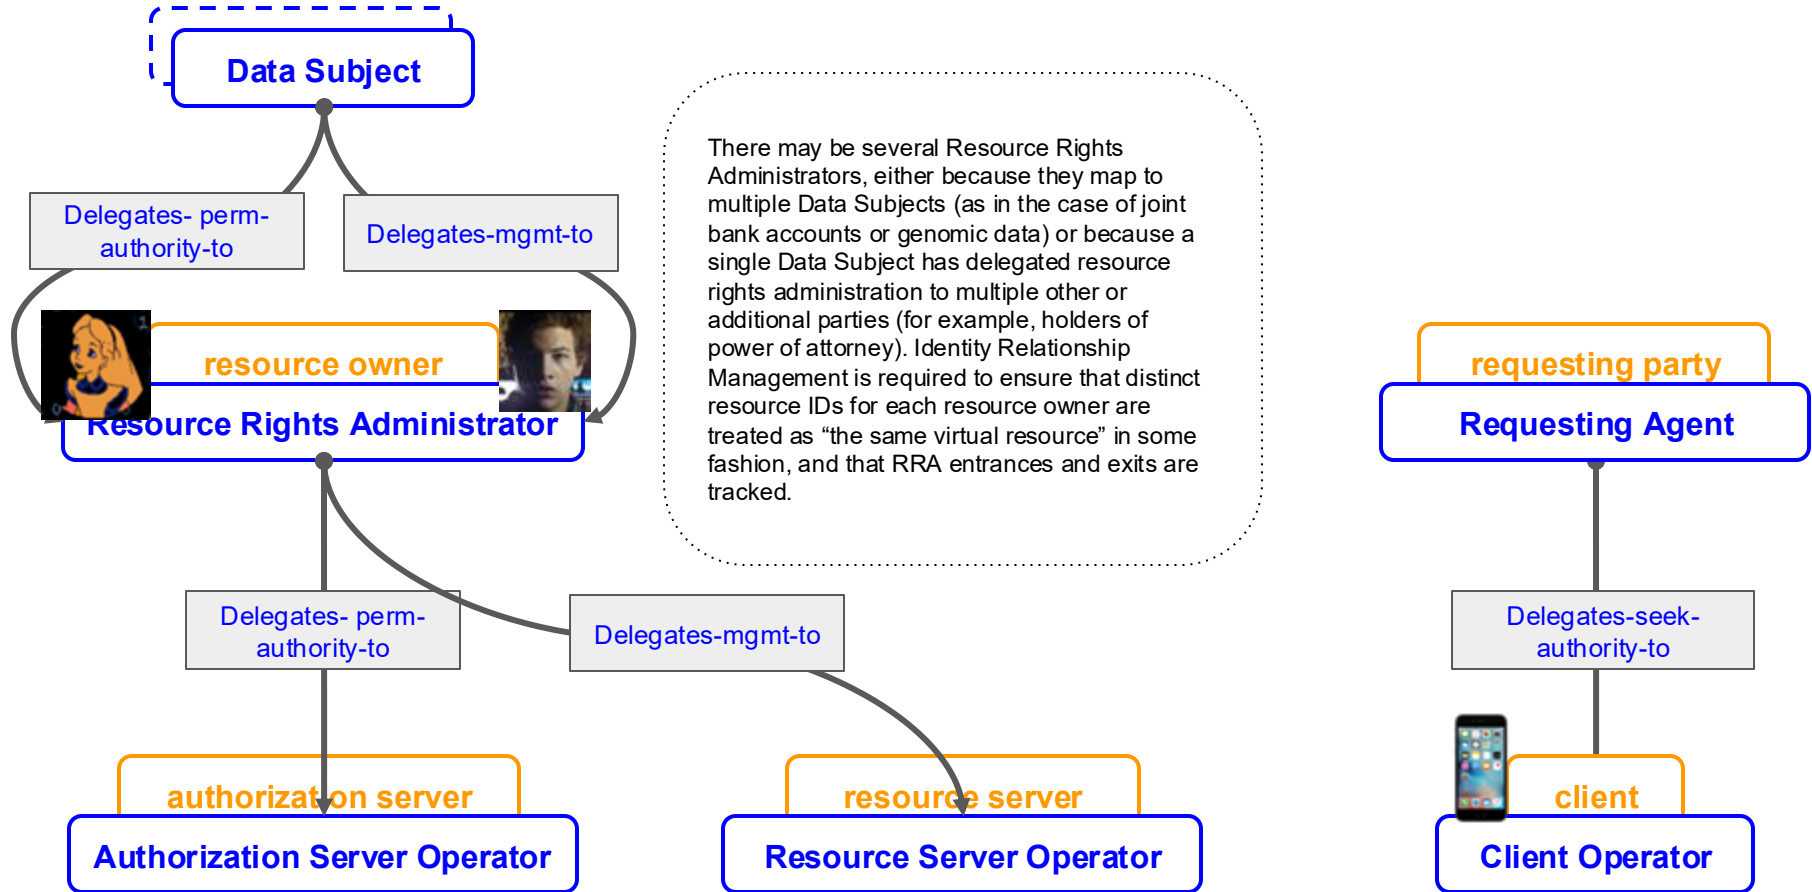 Data Subject
Delegates- perm-
authority-to
Delegates-mgmt-to
There may be several Resource Rights
Administrators, either because they map to
multiple Data Subjects (as in the case of joint
bank accounts or genomic data) or because a
single Data Subject has delegated resource
rights administration to multiple other or
additional parties (for example, holders of
power of attorney). Identity Relationship
Management is required to ensure that distinct
resource IDs for each resource owner are
treated as “the same virtual resource” in some
fashion, and that RRA entrances and exits are
tracked.
resource owner
Resource Rights Administrator
requesting party
Requesting Agent
Delegates- perm-
authority-to
Delegates-mgmt-to
Delegates-seek-
authority-to
authorization server
Authorization Server Operator
resource server
Resource Server Operator
client
Client Operator